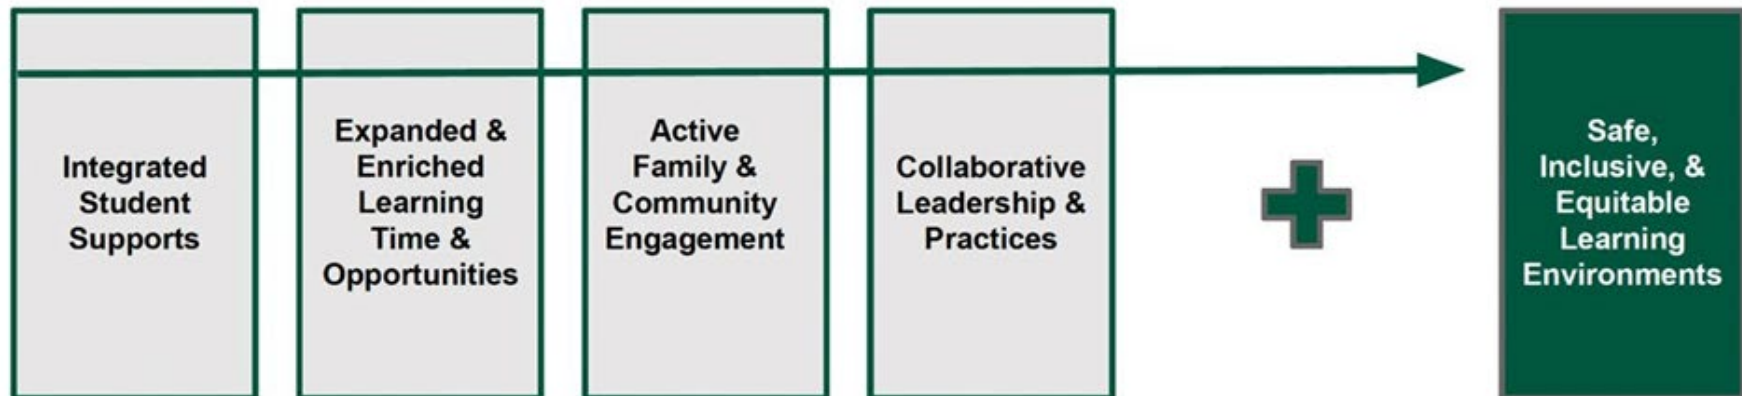 Integrated
Student
Supports
Expanded &
Enriched
Learning
Time &
Opportunities
Active
Family &
Community
Engagement
Collaborative
Leadership &
Practices
Safe,
Inclusive, &
Equitable
Learning
Environments